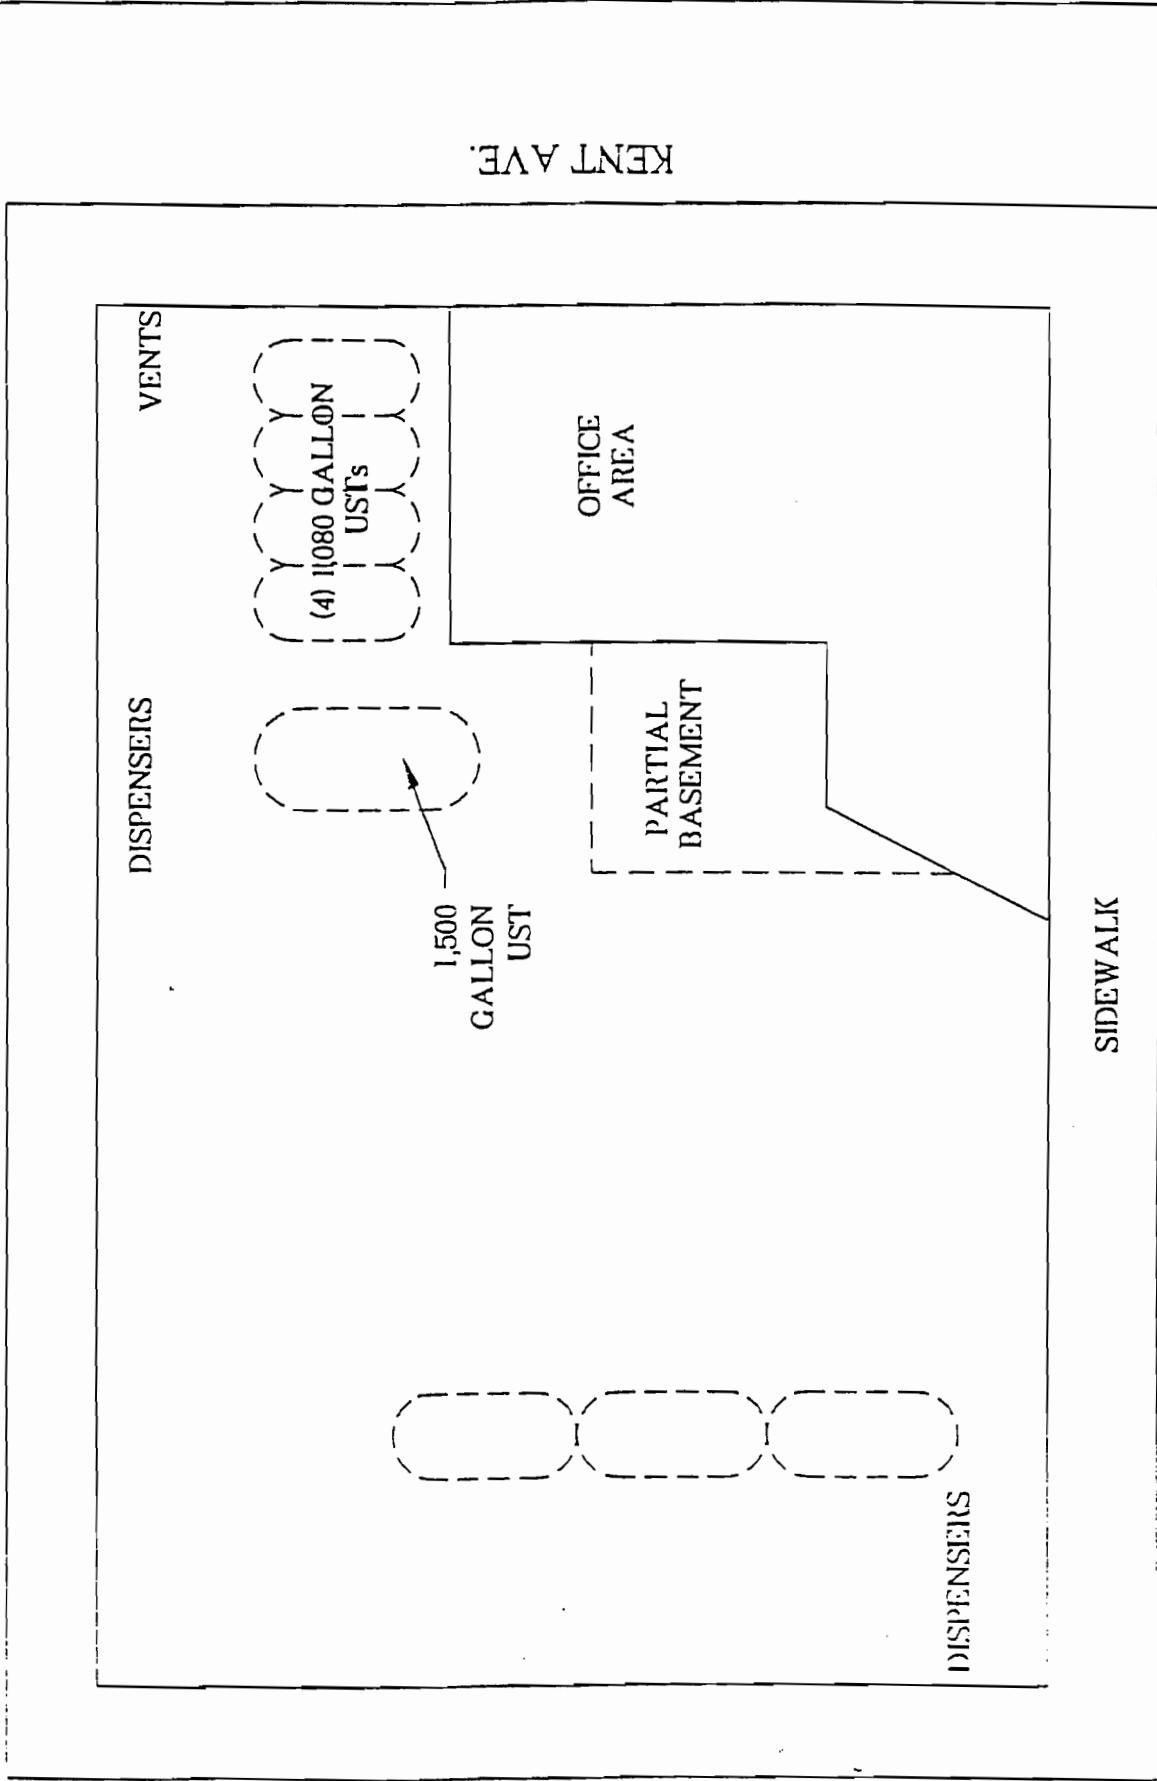 KENT AVE.
VENTS
(4) 1,080 GALLON
USTs
OFFICE
AREA
DISPENSERS
1,500
GALLON
UST
PARTIAL
BASEMENT
SIDEWALK
DISPENSERS